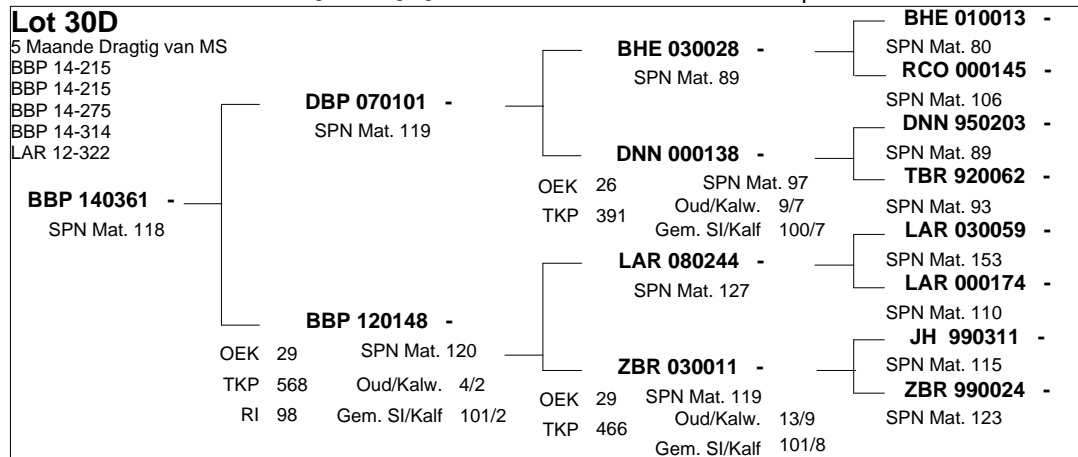 Lot 30D
5 Maande Dragtig van MS
BBP 14-215
BBP 14-215
BBP 14-275
BBP 14-314
LAR 12-322
BBP 140361 -
SPN Mat. 118
DBP 070101 -
SPN Mat. 119
BBP 120148 -
OEK 29 SPN Mat. 120
TKP 568 Oud/Kalw. 4/2
RI 98 Gem. SI/Kalf 101/2
BHE 030028 -
SPN Mat. 89
DNN 000138 -
OEK 26 SPN Mat. 97
TKP 391 Oud/Kalw. 9/7
Gem. SI/Kalf 100/7
LAR 080244 -
SPN Mat. 127
ZBR 030011 -
OEK 29 SPN Mat. 119
TKP 466 Oud/Kalw. 13/9
Gem. SI/Kalf 101/8
BHE 010013 -
SPN Mat. 80
RCO 000145 -
SPN Mat. 106
DNN 950203 -
SPN Mat. 89
TBR 920062 -
SPN Mat. 93
LAR 030059 -
SPN Mat. 153
LAR 000174 -
SPN Mat. 110
JH 990311 -
SPN Mat. 115
ZBR 990024 -
SPN Mat. 123